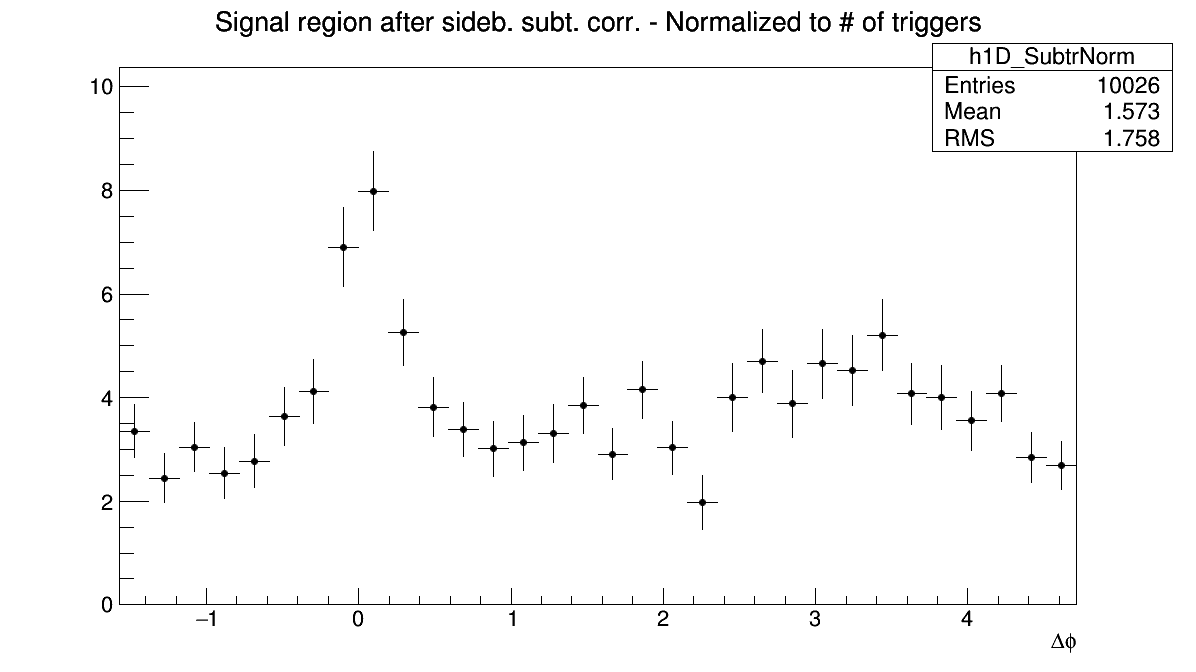 Signal region after sideb. subt. corr. - Normalized to # of triggers
h1D_SubtrNorm
Entries 10026
Mean 1.573
RMS 1.758
10
8
6
4
2
0
−1 0 1 2 3 4
Δϕ